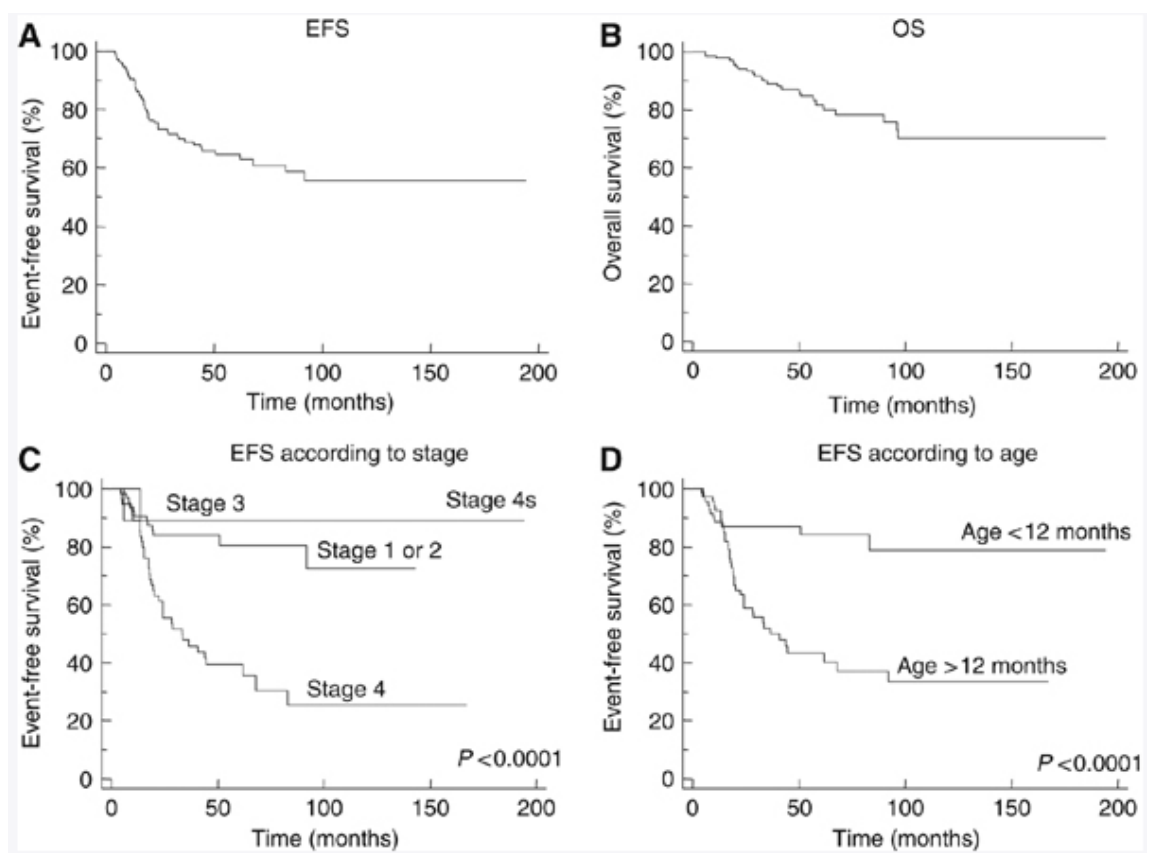 A
EFS
Event-free survival (%)
100
80
60
40
20
0
0 50 100 150 200
Time (months)
B
OS
Overall survival (%)
100
80
60
40
20
0
0 50 100 150 200
Time (months)
C
EFS according to stage
Event-free survival (%)
100
80
60
40
20
0
Stage 3
Stage 4s
Stage 1 or 2
Stage 4
P<0.0001
0 50 100 150 200
Time (months)
D
EFS according to age
Event-free survival (%)
100
80
60
40
20
0
Age <12 months
Age >12 months
P<0.0001
0 50 100 150 200
Time (months)